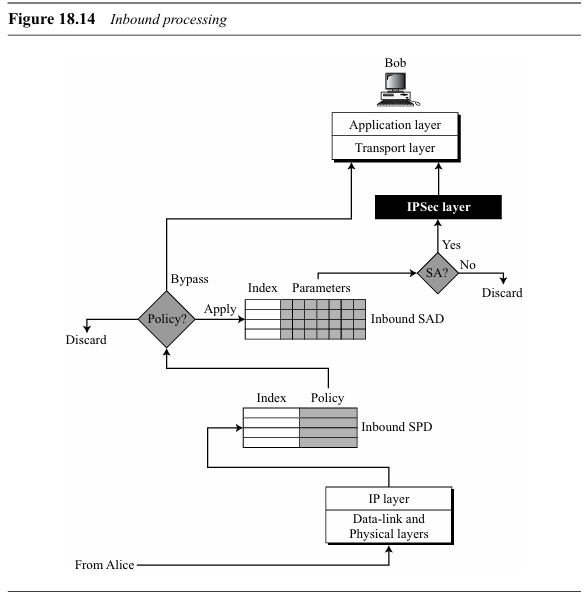 Figure 18.14 Inbound processing
Bob
Application layer
Transport layer
IPSec layer
Yes
SA?
No
Discard
Bypass
Index Parameters
Policy?
Apply
Inbound SAD
Discard
Index Policy
Inbound SPD
IP layer
Data-link and
Physical layers
From Alice